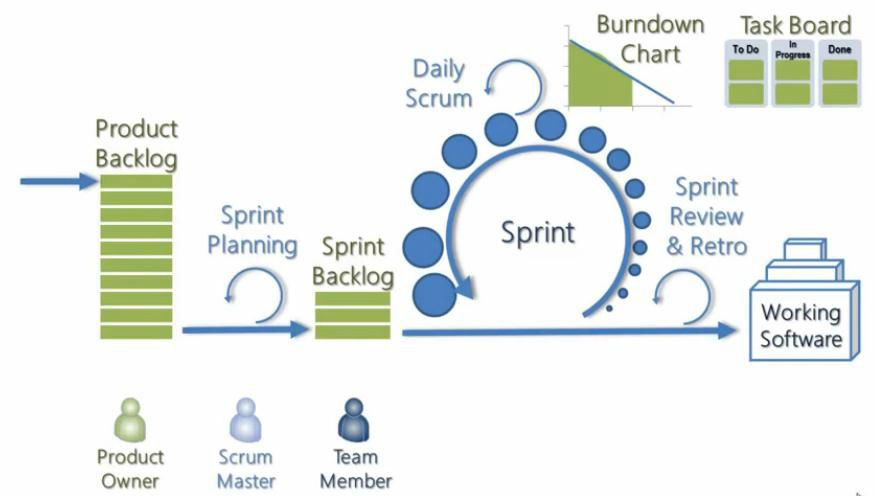 Burndown
Chart
Task Board
To Do
In
Progress
Done
Daily
Scrum
Product
Backlog
Sprint
Planning
Sprint
Backlog
Sprint
Sprint
Review
& Retro
Working
Software
Product
Owner
Scrum
Master
Team
Member